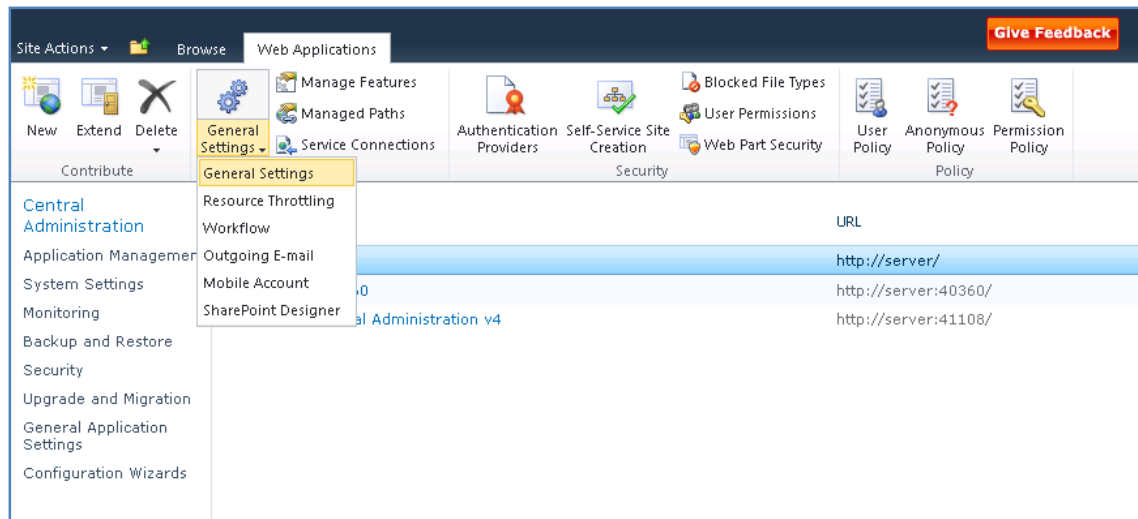 Give Feedback
Site Actions
Browse
Web Applications
New
Extend
Delete
General
Settings
Manage Features
Managed Paths
Service Connections
Authentication
Providers
Self-Service Site
Creation
Blocked File Types
User Permissions
Web Part Security
User
Policy
Anonymous
Policy
Permission
Policy
Contribute
Security
Policy
General Settings
Resource Throttling
Workflow
Outgoing E-mail
Mobile Account
SharePoint Designer
Central
Administration
Application Managemen
System Settings
Monitoring
Backup and Restore
Security
Upgrade and Migration
General Application
Settings
Configuration Wizards
URL
http://server/
0 http://server:40360/
al Administration v4 http://server:41108/